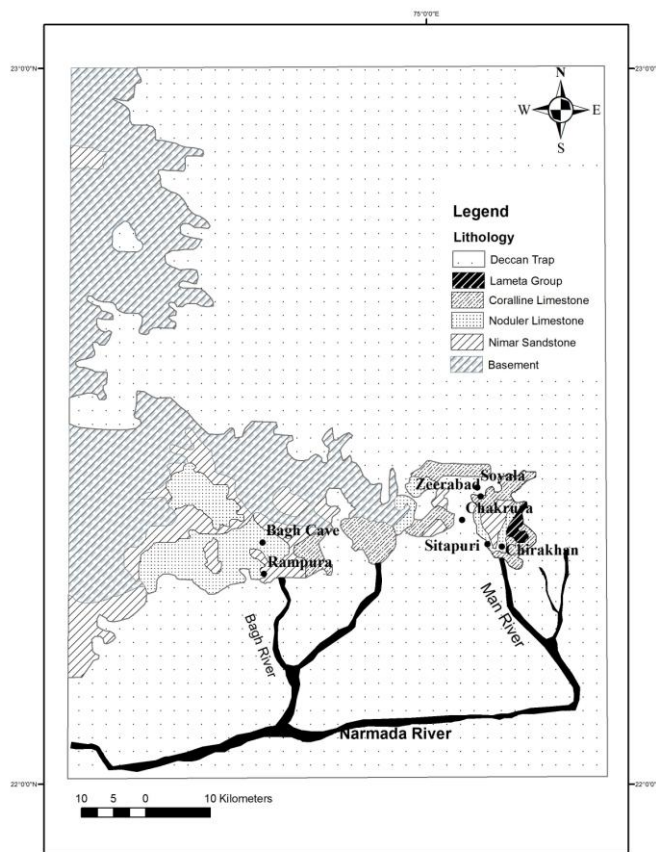 75°0'0"E
23°0'0"N
23°0'0"N
N
W E
S
Legend
Lithology
Deccan Trap
Lameta Group
Coralline Limestone
Noduler Limestone
Nimar Sandstone
Basement
Soyala
Zeerabad
Chakrura
Bagh Cave
Sitapuri
Chirakhan
Rampura
Man River
Bagh River
Narmada River
22°0'0"N
22°0'0"N
10 5 0 10 Kilometers